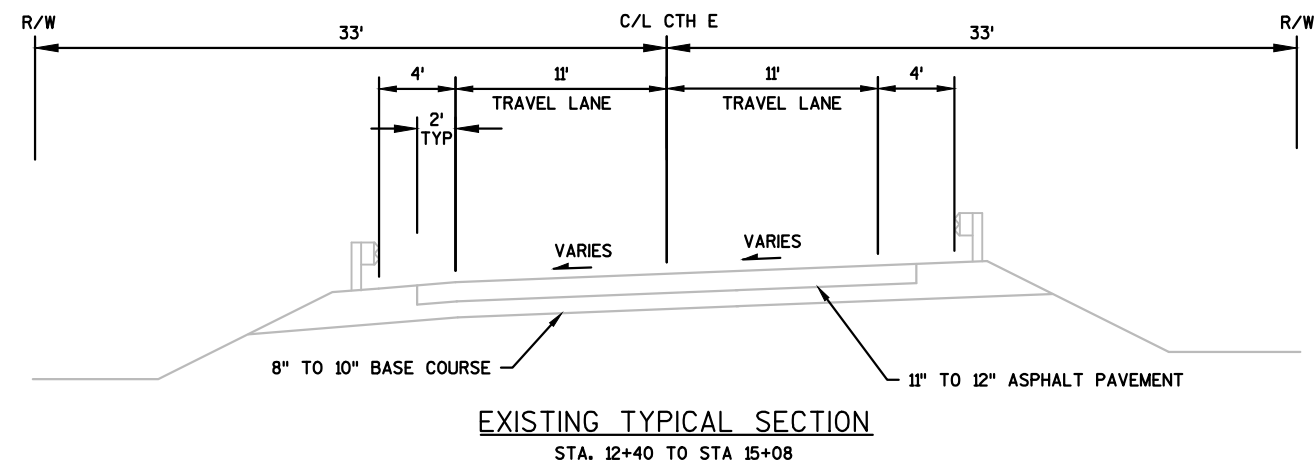 R/W
C/L CTH E
R/W
33'
33'
4'
11'
11'
4'
TRAVEL LANE
TRAVEL LANE
2'
TYP
VARIES
VARIES
8" TO 10" BASE COURSE
11" TO 12" ASPHALT PAVEMENT
EXISTING TYPICAL SECTION
STA. 12+40 TO STA 15+08